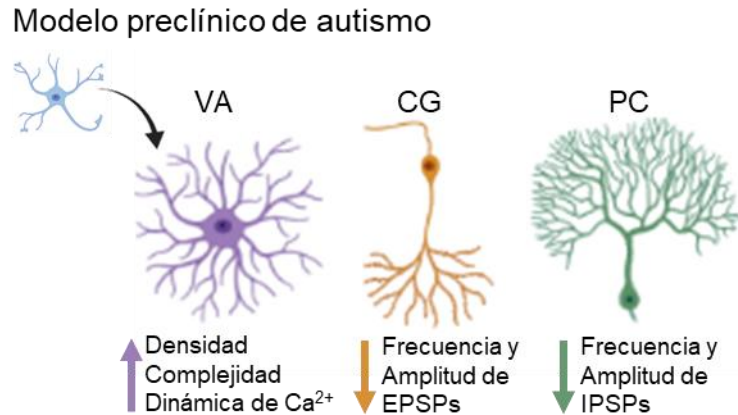 Modelo preclínico de autismo
VA
CG
PC
Densidad
Complejidad
Dinámica de Ca²⁺
Frecuencia y
Amplitud de
EPSPs
Frecuencia y
Amplitud de
IPSPs